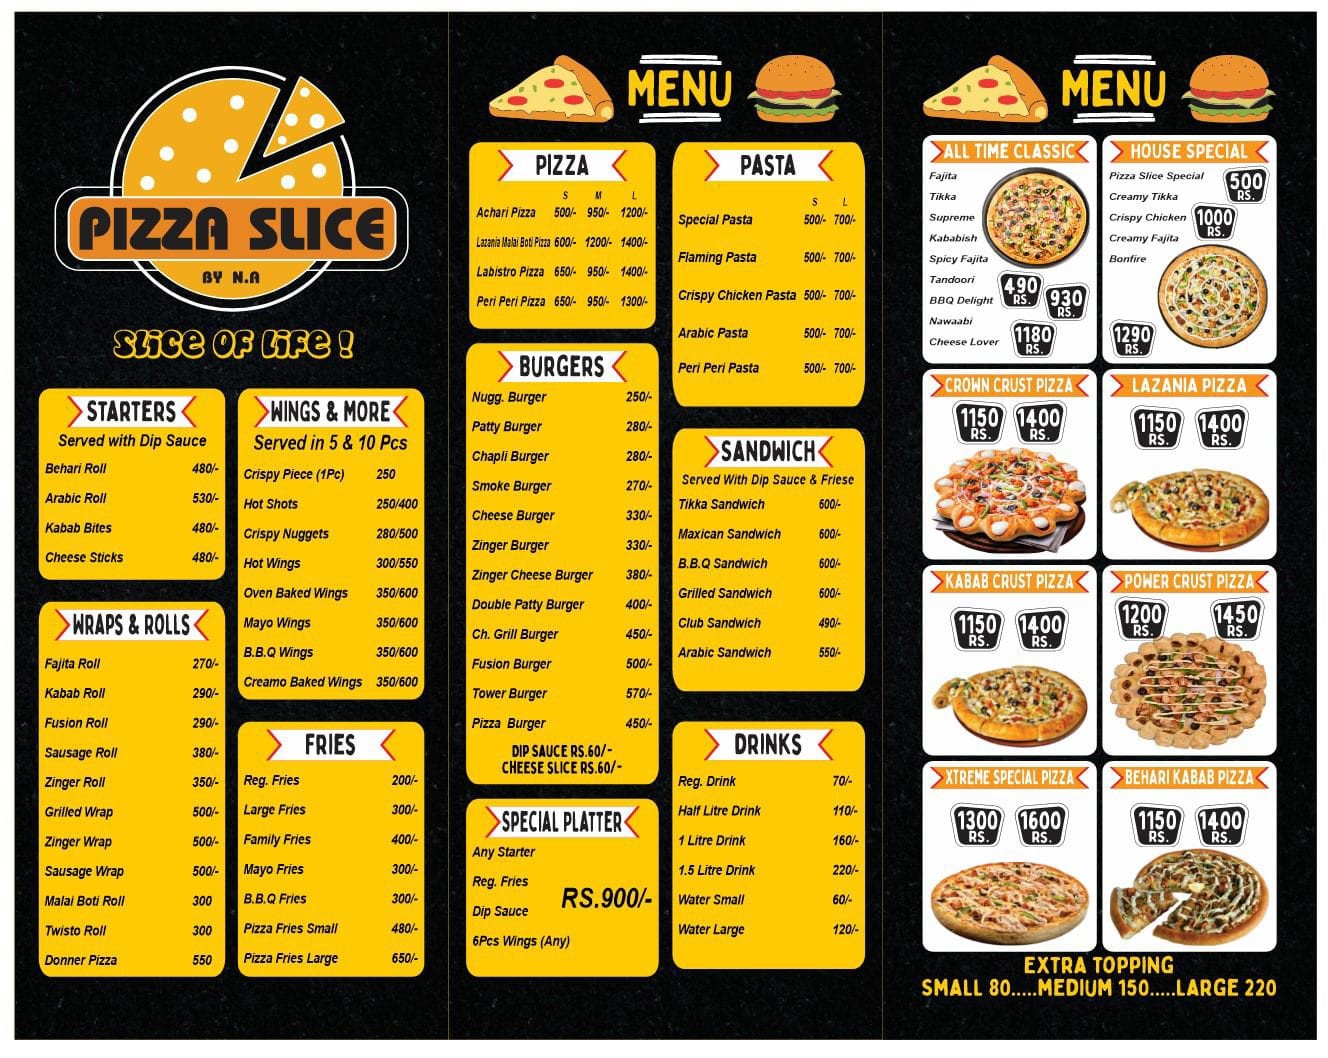 PIZZA SLICE
BY N.A
SLICE OF LIFE !
STARTERS
Served with Dip Sauce
Behari Roll 480/-
Arabic Roll 530/-
Kabab Bites 480/-
Cheese Sticks 480/-
WRAPS & ROLLS
Fajita Roll 270/-
Kabab Roll 290/-
Fusion Roll 290/-
Sausage Roll 380/-
Zinger Roll 350/-
Grilled Wrap 500/-
Zinger Wrap 500/-
Sausage Wrap 500/-
Malai Boti Roll 300
Twisto Roll 300
Donner Pizza 550
WINGS & MORE
Served in 5 & 10 Pcs
Crispy Piece (1Pc) 250
Hot Shots 250/400
Crispy Nuggets 280/500
Hot Wings 300/550
Oven Baked Wings 350/600
Mayo Wings 350/600
B.B.Q Wings 350/600
Creamo Baked Wings 350/600
FRIES
Reg. Fries 200/-
Large Fries 300/-
Family Fries 400/-
Mayo Fries 300/-
B.B.Q Fries 300/-
Pizza Fries Small 480/-
Pizza Fries Large 650/-
MENU
PIZZA
S M L
Achari Pizza 500/- 950/- 1200/-
Lazania Malai Boti Pizza 600/- 1200/- 1400/-
Labistro Pizza 650/- 950/- 1400/-
Peri Peri Pizza 650/- 950/- 1300/-
BURGERS
Nugg. Burger 250/-
Patty Burger 280/-
Chapli Burger 280/-
Smoke Burger 270/-
Cheese Burger 330/-
Zinger Burger 330/-
Zinger Cheese Burger 380/-
Double Patty Burger 400/-
Ch. Grill Burger 450/-
Fusion Burger 500/-
Tower Burger 570/-
Pizza Burger 450/-
DIP SAUCE RS.60/-
CHEESE SLICE RS.60/-
SPECIAL PLATTER
Any Starter
Reg. Fries
Dip Sauce
6Pcs Wings (Any)
RS.900/-
PASTA
S L
Special Pasta 500/- 700/-
Flaming Pasta 500/- 700/-
Crispy Chicken Pasta 500/- 700/-
Arabic Pasta 500/- 700/-
Peri Peri Pasta 500/- 700/-
SANDWICH
Served With Dip Sauce & Friese
Tikka Sandwich 600/-
Maxican Sandwich 600/-
B.B.Q Sandwich 600/-
Grilled Sandwich 600/-
Club Sandwich 490/-
Arabic Sandwich 550/-
DRINKS
Reg. Drink 70/-
Half Litre Drink 110/-
1 Litre Drink 160/-
1.5 Litre Drink 220/-
Water Small 60/-
Water Large 120/-
MENU
ALL TIME CLASSIC
Fajita
Tikka
Supreme
Kababish
Spicy Fajita
Tandoori
BBQ Delight
Nawaabi
Cheese Lover
490 RS.
930 RS.
1180 RS.
HOUSE SPECIAL
Pizza Slice Special
Creamy Tikka
Crispy Chicken
Creamy Fajita
Bonfire
500 RS.
1000 RS.
1290 RS.
CROWN CRUST PIZZA
1150 RS. 1400 RS.
LAZANIA PIZZA
1150 RS. 1400 RS.
KABAB CRUST PIZZA
1150 RS. 1400 RS.
POWER CRUST PIZZA
1200 RS. 1450 RS.
XTREME SPECIAL PIZZA
1300 RS. 1600 RS.
BEHARI KABAB PIZZA
1150 RS. 1400 RS.
EXTRA TOPPING
SMALL 80.....MEDIUM 150.....LARGE 220